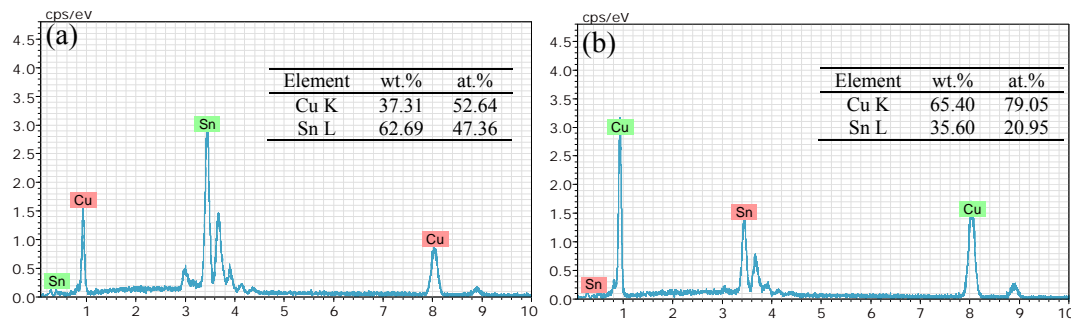 cps/eV
(a)
4.5
4.0
3.5
3.0
2.5
2.0
1.5
1.0
0.5
0.0
Element wt.% at.%
Cu K 37.31 52.64
Sn L 62.69 47.36
Sn
Cu
Cu
Sn
1 2 3 4 5 6 7 8 9 10
cps/eV
(b)
4.5
4.0
3.5
3.0
2.5
2.0
1.5
1.0
0.5
0.0
Element wt.% at.%
Cu K 65.40 79.05
Sn L 35.60 20.95
Cu
Sn
Cu
Sn
1 2 3 4 5 6 7 8 9 10